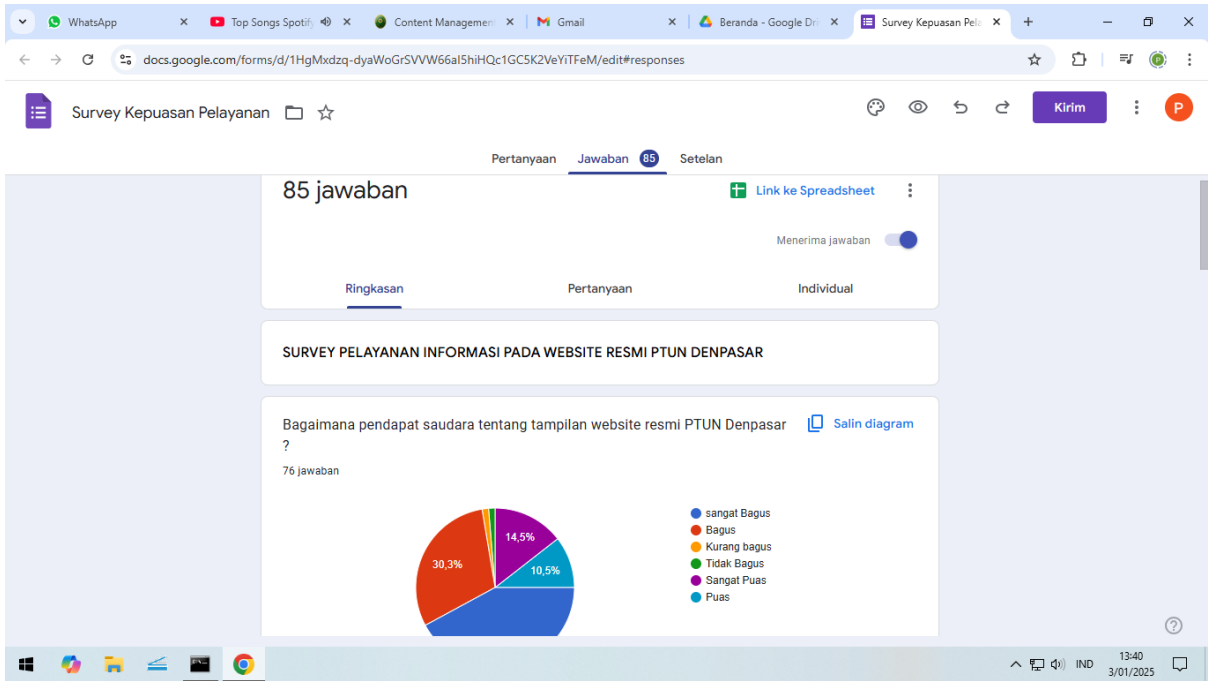 WhatsApp
Top Songs Spotify
Content Management
Gmail
Beranda - Google Dri
Survey Kepuasan Pela
docs.google.com/forms/d/1HgMxdzq-dyaWoGrSVVW66aI5hiHQc1GC5K2VeYiTFeM/edit#responses
Survey Kepuasan Pelayanan
Kirim
P
Pertanyaan Jawaban 85 Setelan
85 jawaban
Link ke Spreadsheet
Menerima jawaban
Ringkasan Pertanyaan Individual
SURVEY PELAYANAN INFORMASI PADA WEBSITE RESMI PTUN DENPASAR
Bagaimana pendapat saudara tentang tampilan website resmi PTUN Denpasar
?
Salin diagram
76 jawaban
14,5%
30,3%
10,5%
sangat Bagus
Bagus
Kurang bagus
Tidak Bagus
Sangat Puas
Puas
IND
13:40
3/01/2025